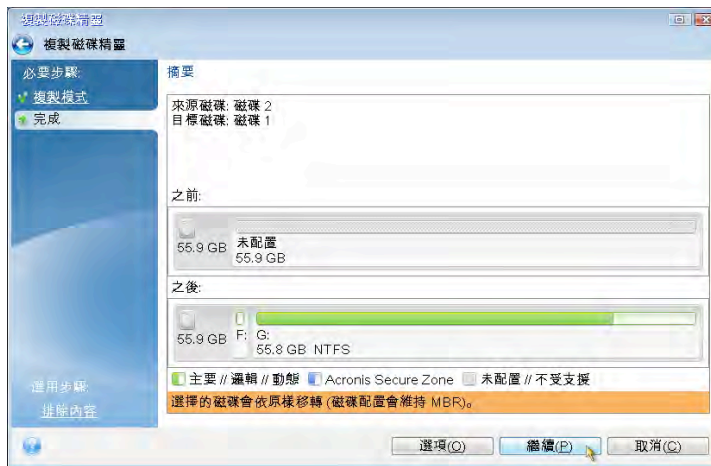 複製磁碟精靈
複製磁碟精靈
必要步驟:
複製模式
完成
選用步驟:
排除內容
摘要
來源磁碟: 磁碟 2
目標磁碟: 磁碟 1
之前:
55.9 GB
未配置
55.9 GB
之後:
55.9 GB
F:
G:
55.8 GB NTFS
主要 // 邏輯 // 動態 Acronis Secure Zone 未配置 // 不受支援
選擇的磁碟會依原樣移轉 (磁碟配置會維持 MBR)。
選項(O) 繼續(P) 取消(C)